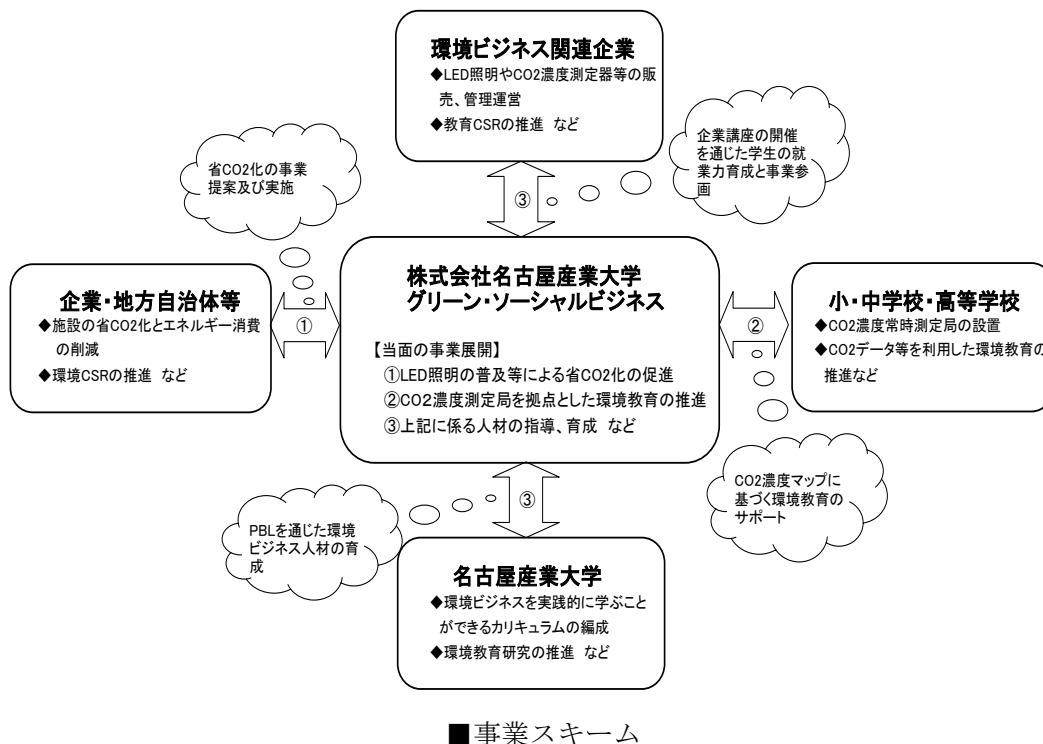 環境ビジネス関連企業
◆LED照明やCO2濃度測定器等の販
売、管理運営
◆教育CSRの推進 など
企業講座の開催
を通じた学生の就
業力育成と事業参
画
省CO2化の事業
提案及び実施
③
株式会社名古屋産業大学
グリーン・ソーシャルビジネス
【当面の事業展開】
①LED照明の普及等による省CO2化の促進
②CO2濃度測定局を拠点とした環境教育の推進
③上記に係る人材の指導、育成 など
企業・地方自治体等
◆施設の省CO2化とエネルギー消費
の削減
◆環境CSRの推進 など
①
②
小・中学校・高等学校
◆CO2濃度常時測定局の設置
◆CO2データ等を利用した環境教育の
推進など
CO2濃度マップに
基づく環境教育の
サポート
③
PBLを通じた環境
ビジネス人材の育
成
名古屋産業大学
◆環境ビジネスを実践的に学ぶこと
ができるカリキュラムの編成
◆環境教育研究の推進 など
■事業スキーム